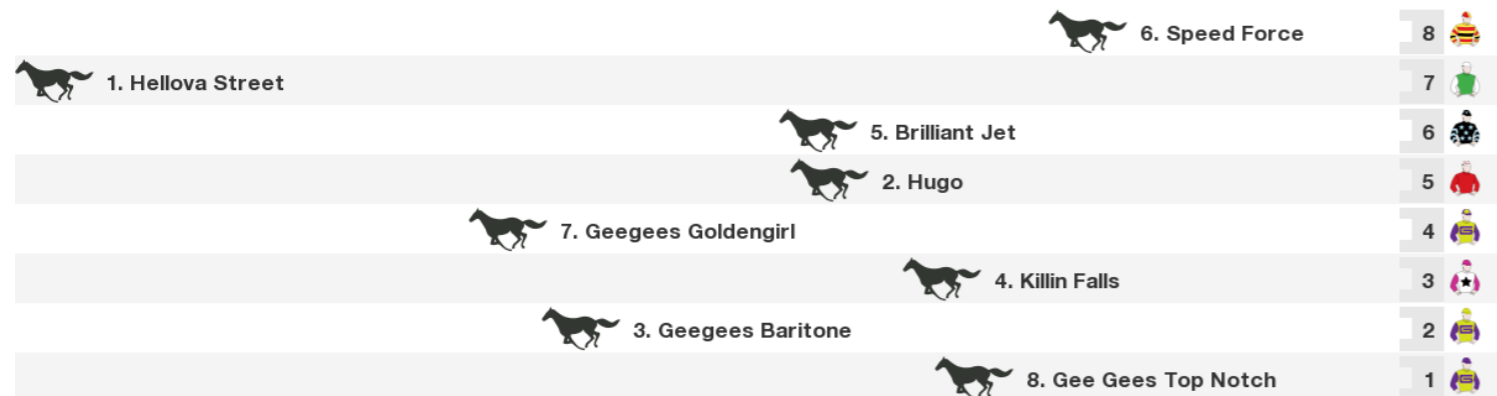 6. Speed Force 8
1. Hellova Street 7
5. Brilliant Jet 6
2. Hugo 5
7. Geegees Goldengirl 4
4. Killin Falls 3
3. Geegees Baritone 2
8. Gee Gees Top Notch 1